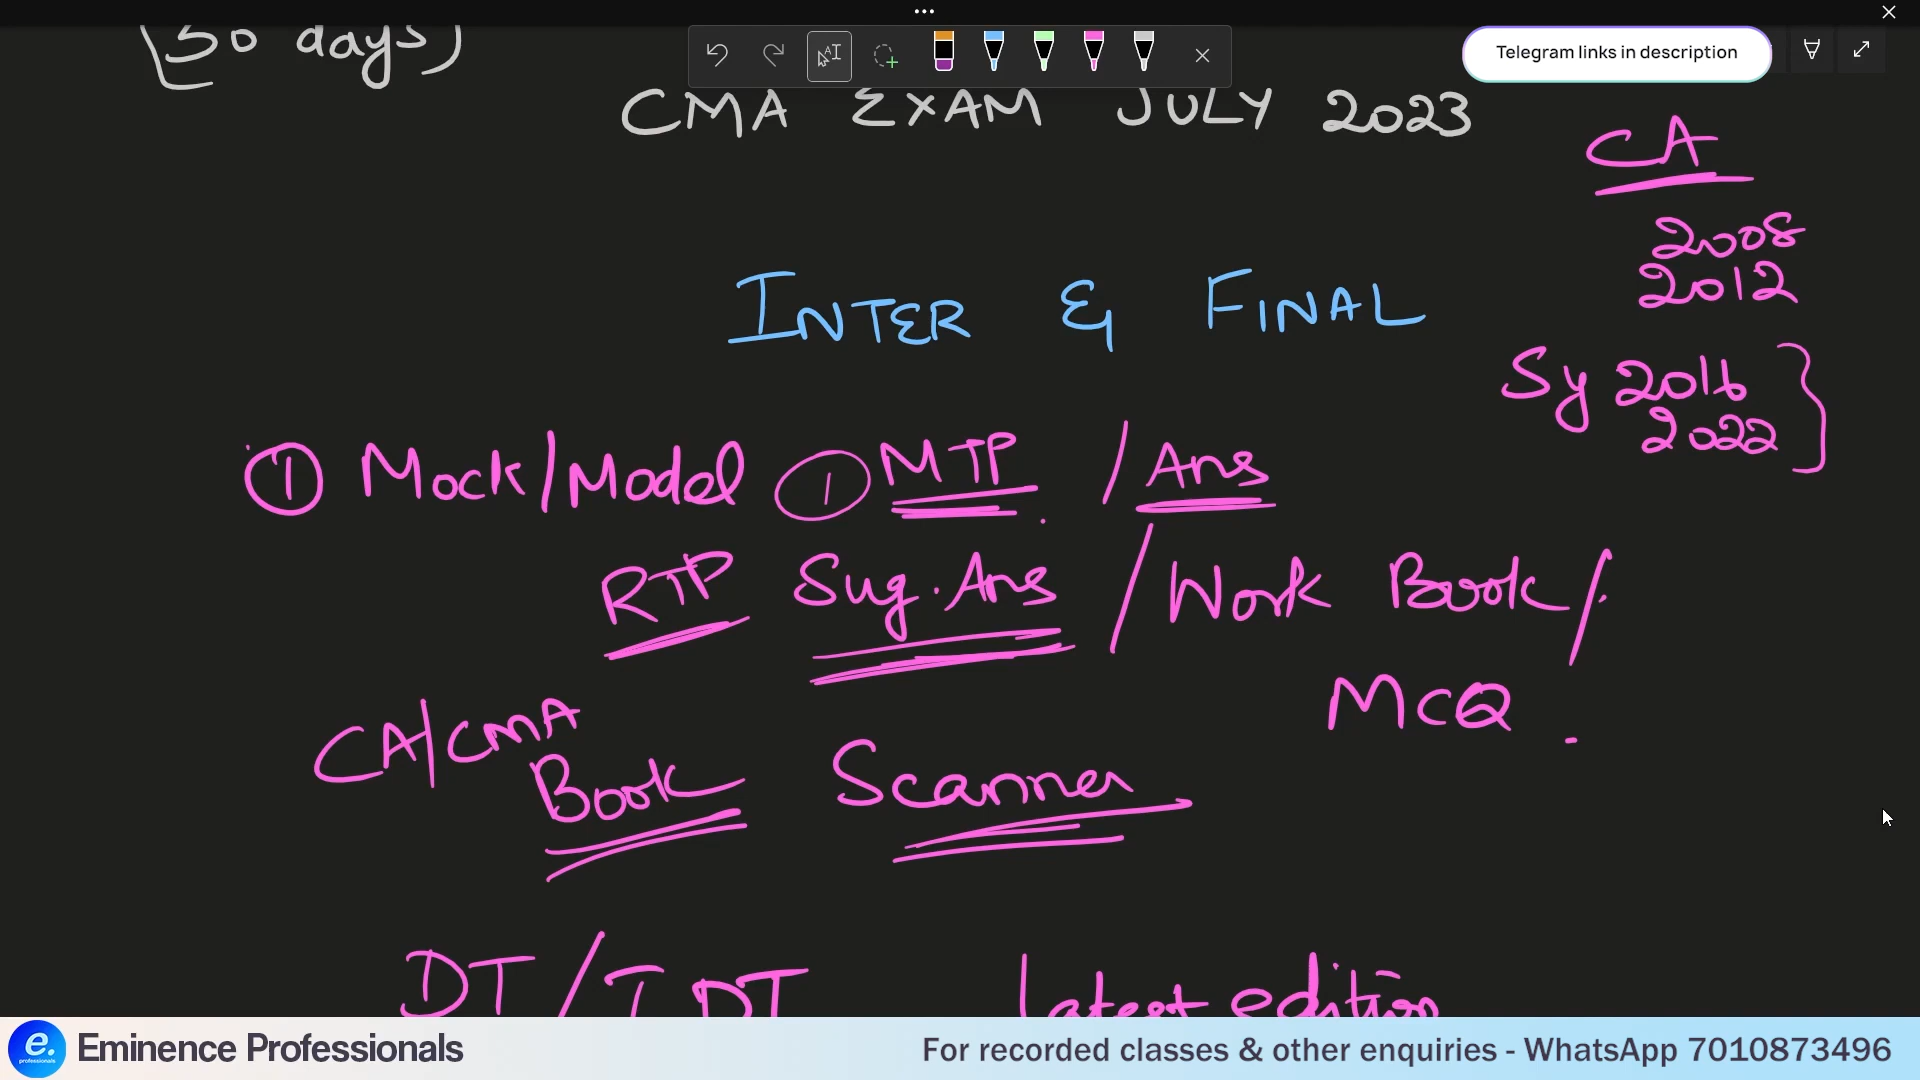 (30 days)
Telegram links in description
CMA EXAM JULY 2023
CA
2008
2012
INTER & FINAL
Sy 2016
2022
① Mock/Model ① MTP / Ans
RTP Sug. Ans / Work Book /
MCQ
CA/CMA
Book Scanner
DT / IDT latest edition
e.
professionals
Eminence Professionals
For recorded classes & other enquiries - WhatsApp 7010873496